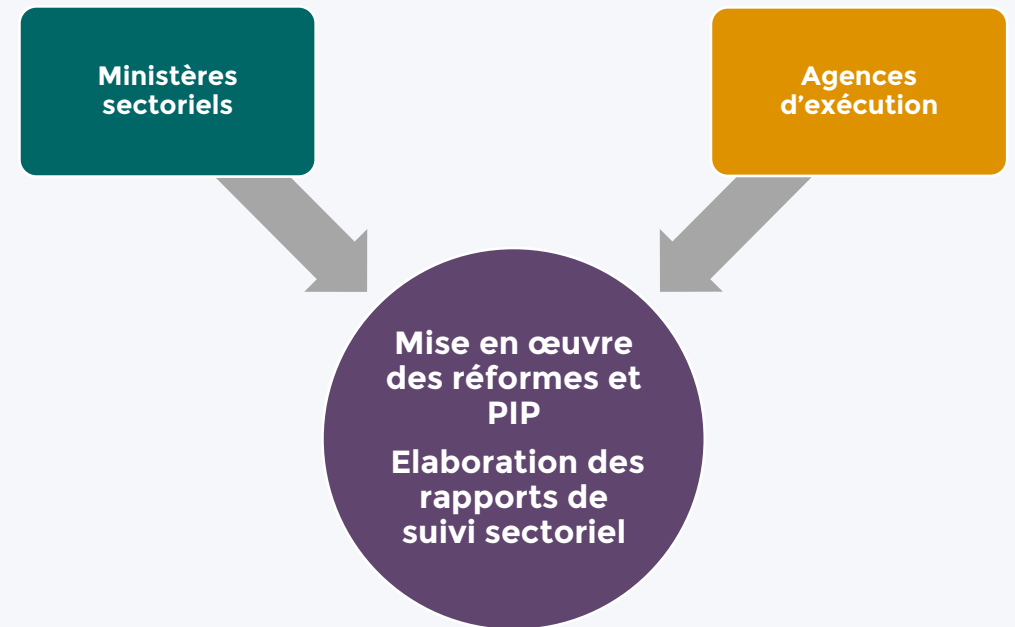 Ministères
sectoriels
Agences
d’exécution
Mise en œuvre
des réformes et
PIP
Elaboration des
rapports de
suivi sectoriel